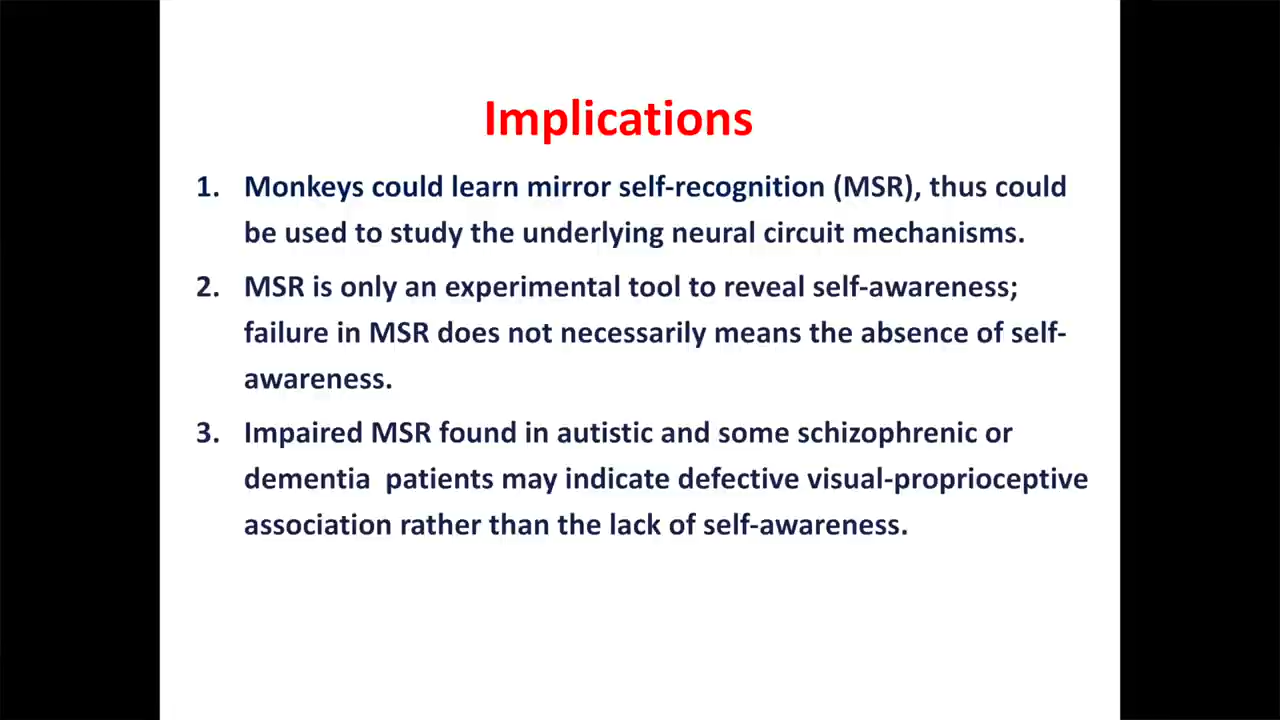 Implications
1. Monkeys could learn mirror self-recognition (MSR), thus could
be used to study the underlying neural circuit mechanisms.
2. MSR is only an experimental tool to reveal self-awareness;
failure in MSR does not necessarily means the absence of self-
awareness.
3. Impaired MSR found in autistic and some schizophrenic or
dementia  patients may indicate defective visual-proprioceptive
association rather than the lack of self-awareness.